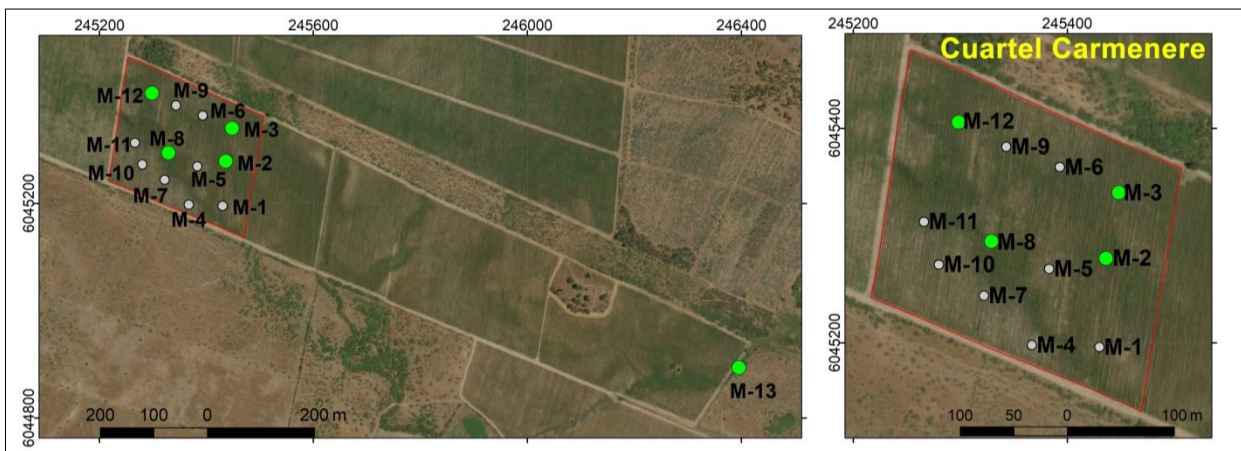 245200
245600
246000
246400
6045200
6044800
M-12
M-9
M-6
M-3
M-11
M-8
M-2
M-10
M-5
M-7
M-4
M-1
M-13
200 100 0 200 m
245200
245400
Cuartel Carmenere
6045400
6045200
M-12
M-9
M-6
M-3
M-11
M-8
M-2
M-10
M-5
M-7
M-4
M-1
100 50 0 100 m